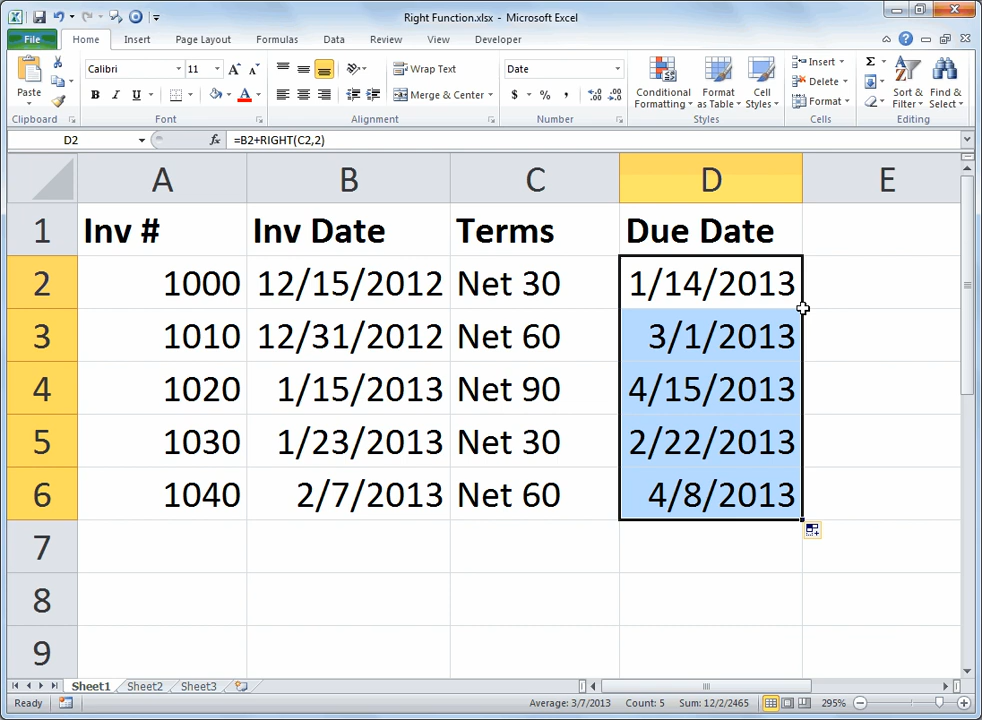 Right Function.xlsx - Microsoft Excel
File Home Insert Page Layout Formulas Data Review View Developer
Paste
Clipboard
Calibri 11
B I U A
Font
Wrap Text
Merge & Center
Alignment
Date
$ % , .00 .0
Number
Conditional Formatting
Format as Table
Cell Styles
Styles
Insert
Delete
Format
Cells
Σ
Sort & Filter
Find & Select
Editing
D2 fx =B2+RIGHT(C2,2)
A B C D E
1 Inv # Inv Date Terms Due Date
2 1000 12/15/2012 Net 30 1/14/2013
3 1010 12/31/2012 Net 60 3/1/2013
4 1020 1/15/2013 Net 90 4/15/2013
5 1030 1/23/2013 Net 30 2/22/2013
6 1040 2/7/2013 Net 60 4/8/2013
7
8
9
Sheet1 Sheet2 Sheet3
Ready Average: 3/7/2013 Count: 5 Sum: 12/2/2465 295%